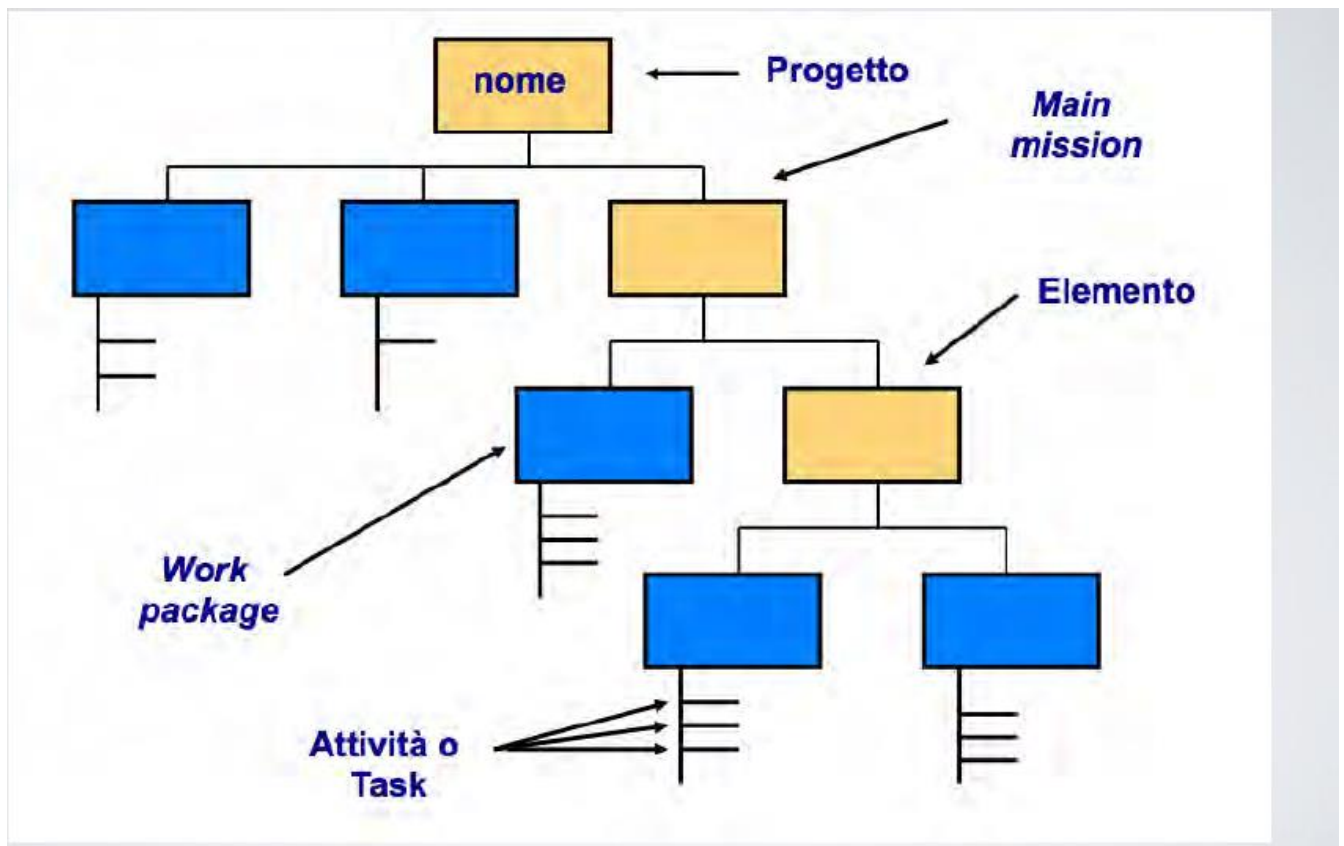 nome
Progetto
Main
mission
Elemento
Work
package
Attività o
Task